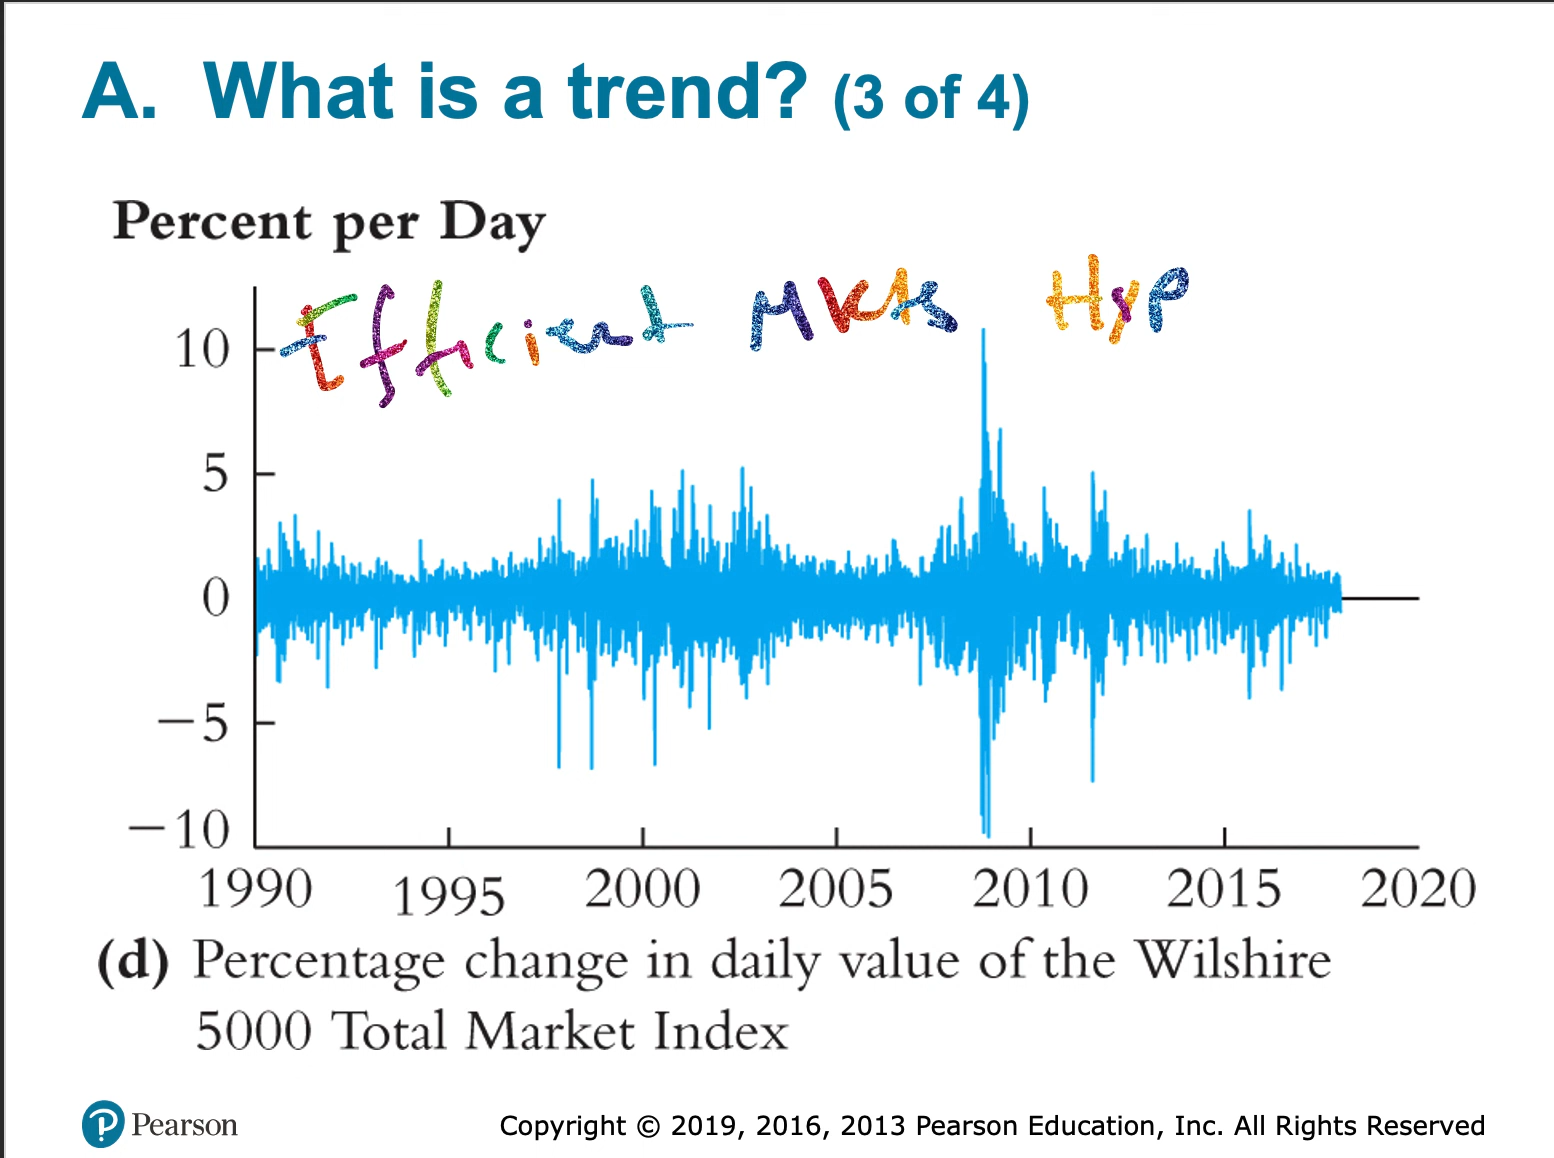 A. What is a trend? (3 of 4)
Percent per Day
Efficient Mkts Hyp
10
5
0
−5
−10
1990 1995 2000 2005 2010 2015 2020
(d) Percentage change in daily value of the Wilshire
5000 Total Market Index
Pearson Copyright © 2019, 2016, 2013 Pearson Education, Inc. All Rights Reserved